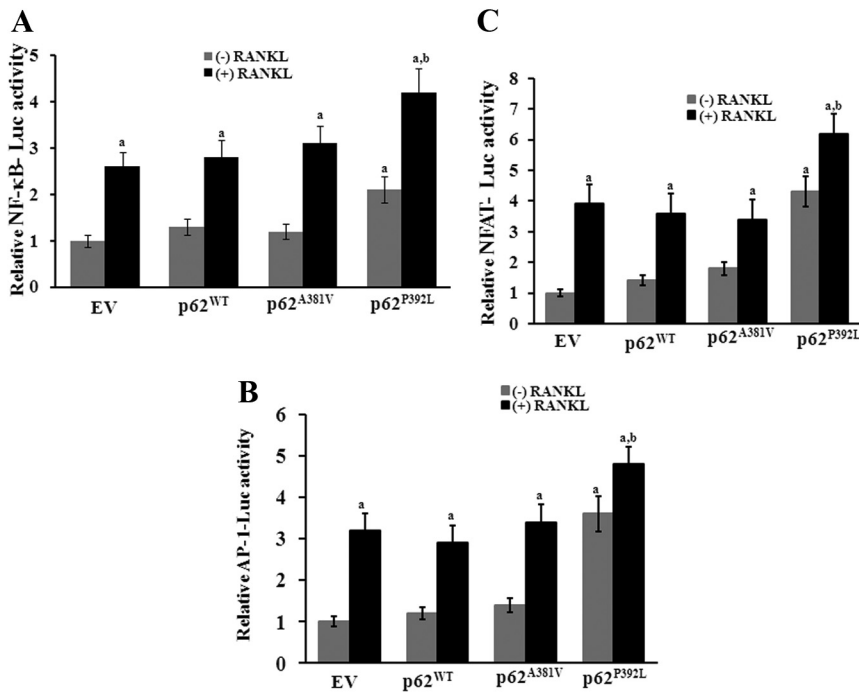 A
(-) RANKL
(+) RANKL
Relative NF-κB- Luc activity
5
4
3
2
1
0
a
a
a
a
a,b
EV
p62WT
p62A381V
p62P392L
C
(-) RANKL
(+) RANKL
Relative NFAT- Luc activity
8
7
6
5
4
3
2
1
0
a
a
a
a
a,b
EV
p62WT
p62A381V
p62P392L
B
(-) RANKL
(+) RANKL
Relative AP-1-Luc activity
6
5
4
3
2
1
0
a
a
a
a
a,b
EV
p62WT
p62A381V
p62P392L